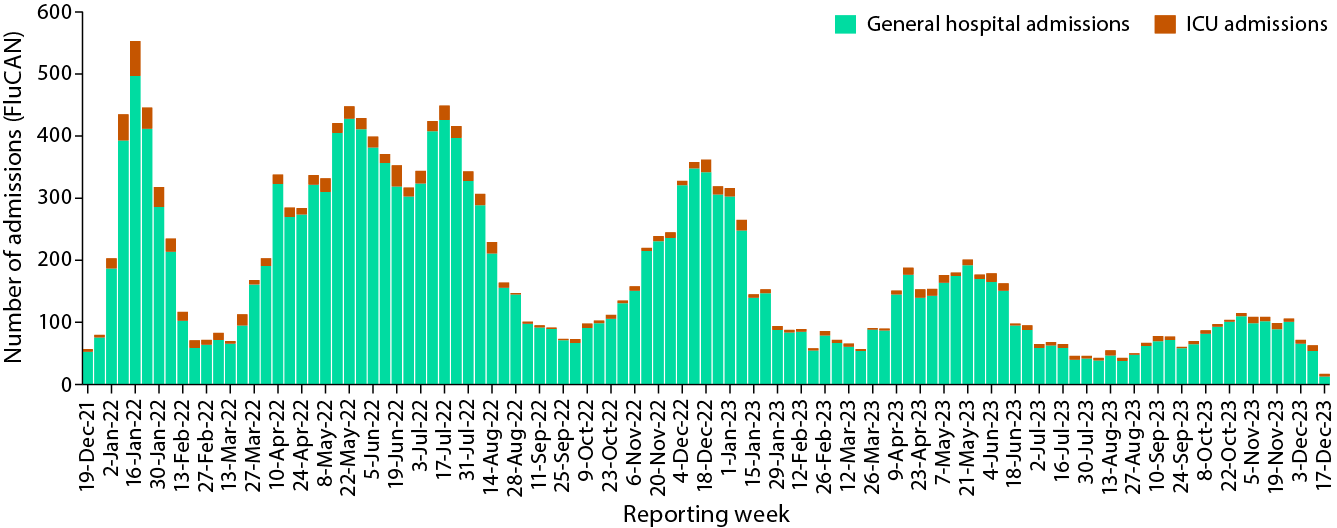 600
500
400
300
200
100
0
Number of admissions (FluCAN)
General hospital admissions
ICU admissions
19-Dec-21
2-Jan-22
16-Jan-22
30-Jan-22
13-Feb-22
27-Feb-22
13-Mar-22
27-Mar-22
10-Apr-22
24-Apr-22
8-May-22
22-May-22
5-Jun-22
19-Jun-22
3-Jul-22
17-Jul-22
31-Jul-22
14-Aug-22
28-Aug-22
11-Sep-22
25-Sep-22
9-Oct-22
23-Oct-22
6-Nov-22
20-Nov-22
4-Dec-22
18-Dec-22
1-Jan-23
15-Jan-23
29-Jan-23
12-Feb-23
26-Feb-23
12-Mar-23
26-Mar-23
9-Apr-23
23-Apr-23
7-May-23
21-May-23
4-Jun-23
18-Jun-23
2-Jul-23
16-Jul-23
30-Jul-23
13-Aug-23
27-Aug-23
10-Sep-23
24-Sep-23
8-Oct-23
22-Oct-23
5-Nov-23
19-Nov-23
3-Dec-23
17-Dec-23
Reporting week